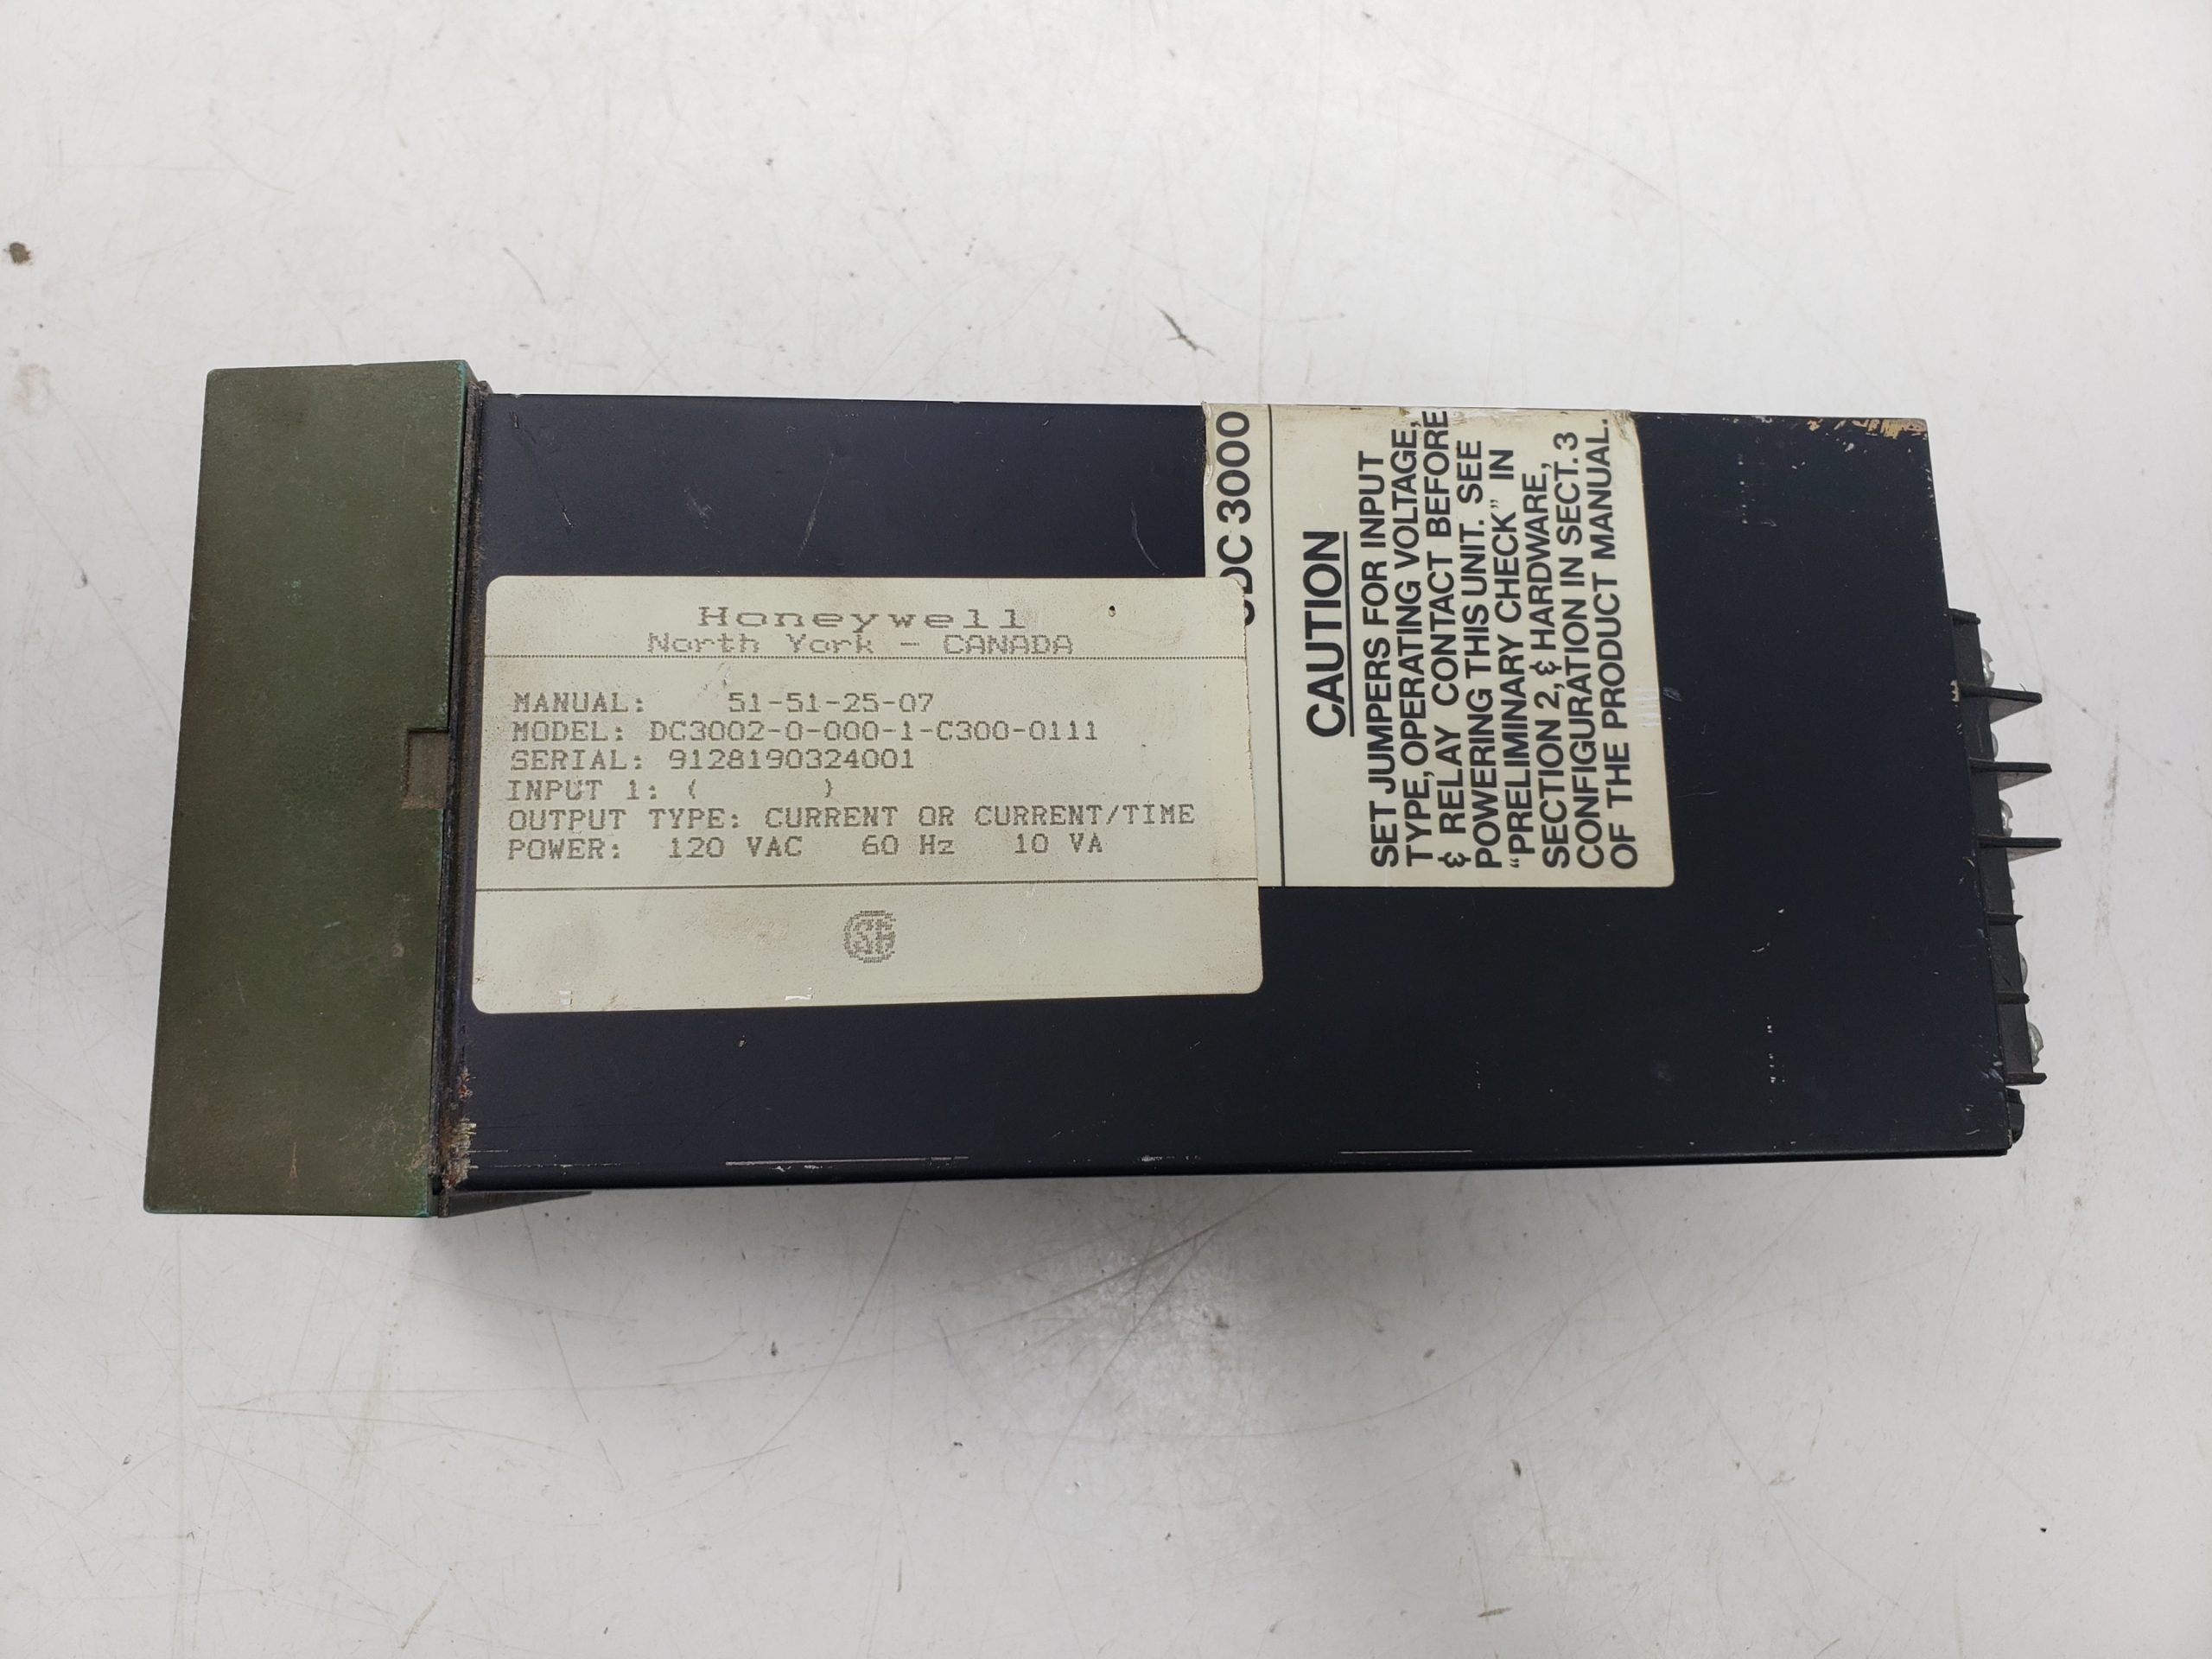 Honeywell
North York - CANADA
MANUAL: 51-51-25-07
MODEL: DC3002-0-000-1-C300-0111
SERIAL: 9128190324001
INPUT 1: ( )
OUTPUT TYPE: CURRENT OR CURRENT/TIME
POWER: 120 VAC 60 Hz 10 VA
DC 3000
CAUTION
SET JUMPERS FOR INPUT
TYPE, OPERATING VOLTAGE,
& RELAY CONTACT BEFORE
POWERING THIS UNIT. SEE
"PRELIMINARY CHECK" IN
SECTION 2, & HARDWARE,
CONFIGURATION IN SECT. 3
OF THE PRODUCT MANUAL.